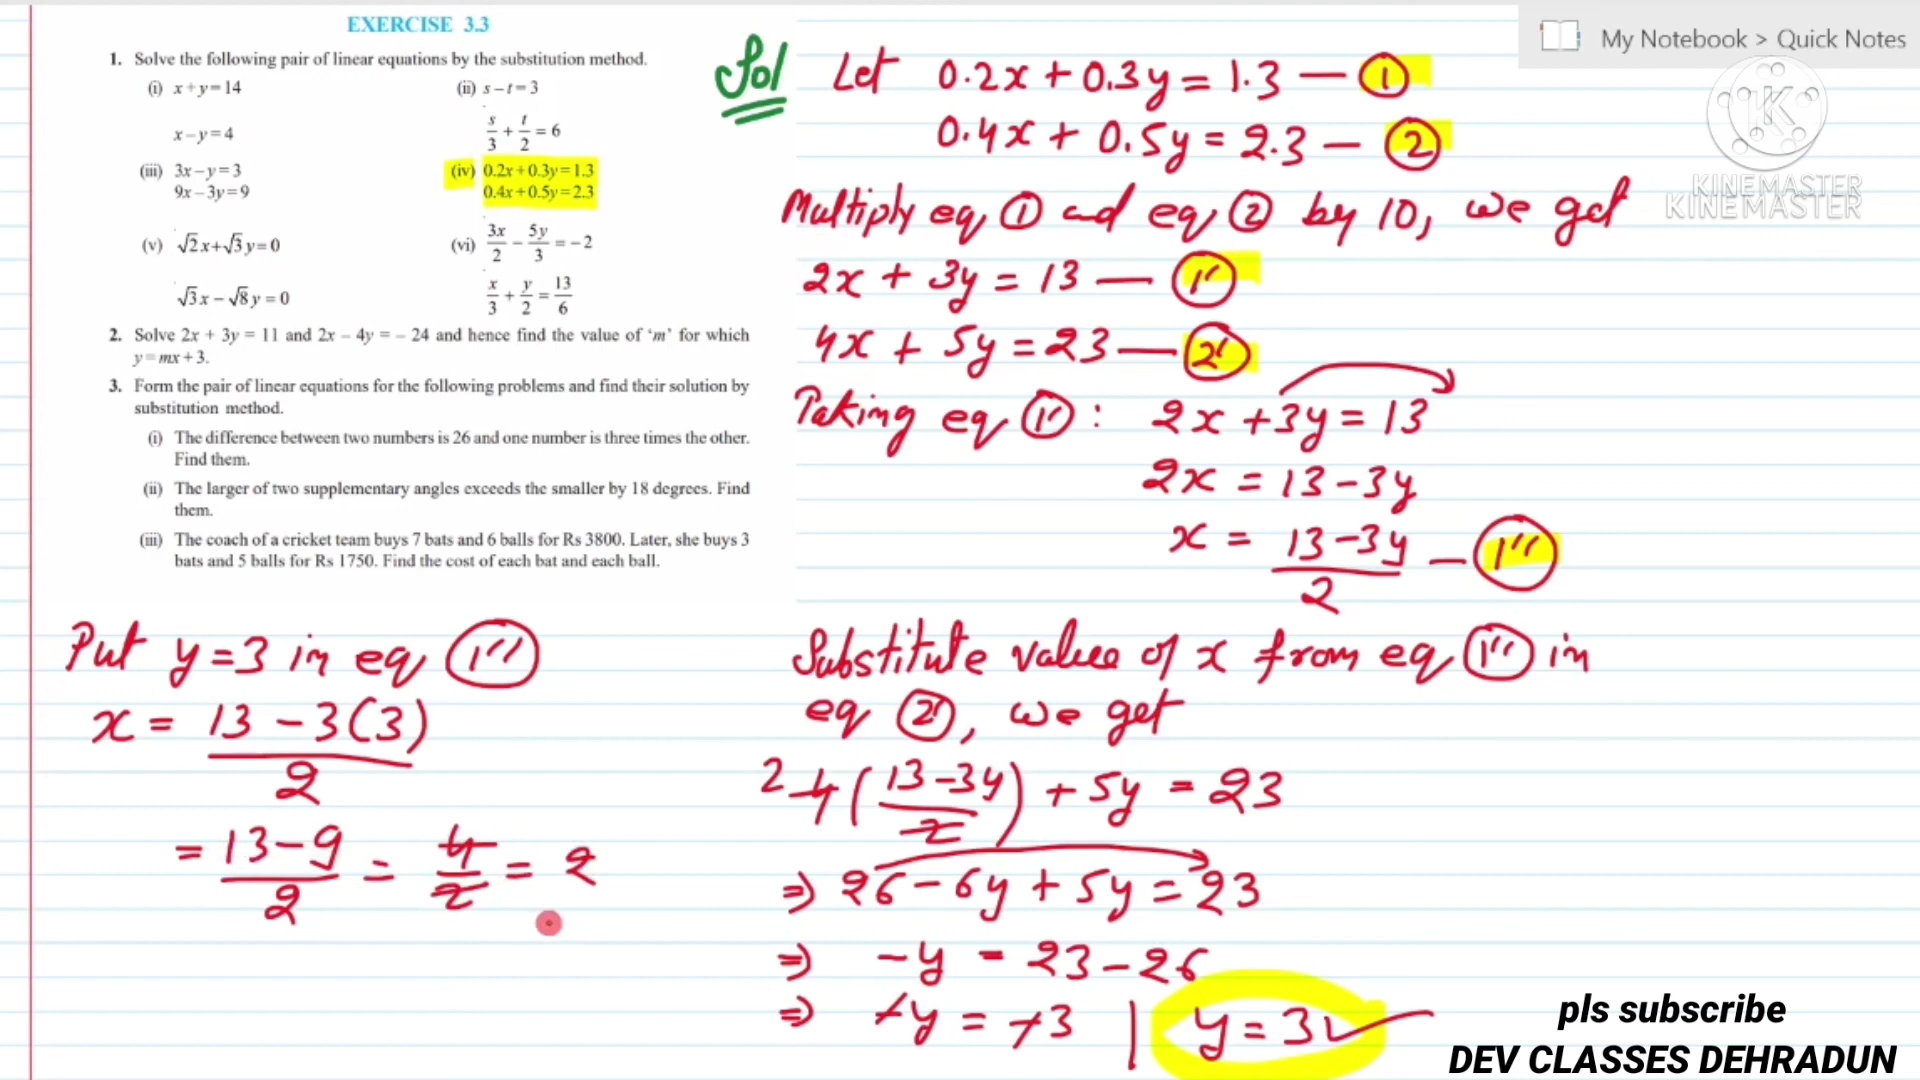 EXERCISE 3.3
1. Solve the following pair of linear equations by the substitution method.
(i) x + y = 14
x – y = 4
(ii) s – t = 3
s/3 + t/2 = 6
(iii) 3x – y = 3
9x – 3y = 9
(iv) 0.2x + 0.3y = 1.3
0.4x + 0.5y = 2.3
(v) √2 x + √3 y = 0
√3 x – √8 y = 0
(vi) 3x/2 – 5y/3 = – 2
x/3 + y/2 = 13/6
2. Solve 2x + 3y = 11 and 2x – 4y = – 24 and hence find the value of ‘m’ for which
y = mx + 3.
3. Form the pair of linear equations for the following problems and find their solution by
substitution method.
(i) The difference between two numbers is 26 and one number is three times the other.
Find them.
(ii) The larger of two supplementary angles exceeds the smaller by 18 degrees. Find
them.
(iii) The coach of a cricket team buys 7 bats and 6 balls for Rs 3800. Later, she buys 3
bats and 5 balls for Rs 1750. Find the cost of each bat and each ball.
My Notebook > Quick Notes
KINEMASTER
KINEMASTER
Sol Let 0.2x + 0.3y = 1.3 — 1
0.4x + 0.5y = 2.3 — 2
Multiply eq 1 and eq 2 by 10, we get
2x + 3y = 13 — 1'
4x + 5y = 23 — 2'
Taking eq 1' : 2x + 3y = 13
2x = 13 – 3y
x = (13 – 3y)/2 — 1''
Substitute value of x from eq 1'' in
eq 2', we get
2 4((13 – 3y)/2) + 5y = 23
⇒ 26 – 6y + 5y = 23
⇒ – y = 23 – 26
⇒ – y = – 3 | y = 3 ✓
Put y = 3 in eq 1''
x = (13 – 3(3))/2
= (13 – 9)/2 = 4/2 = 2
pls subscribe
DEV CLASSES DEHRADUN